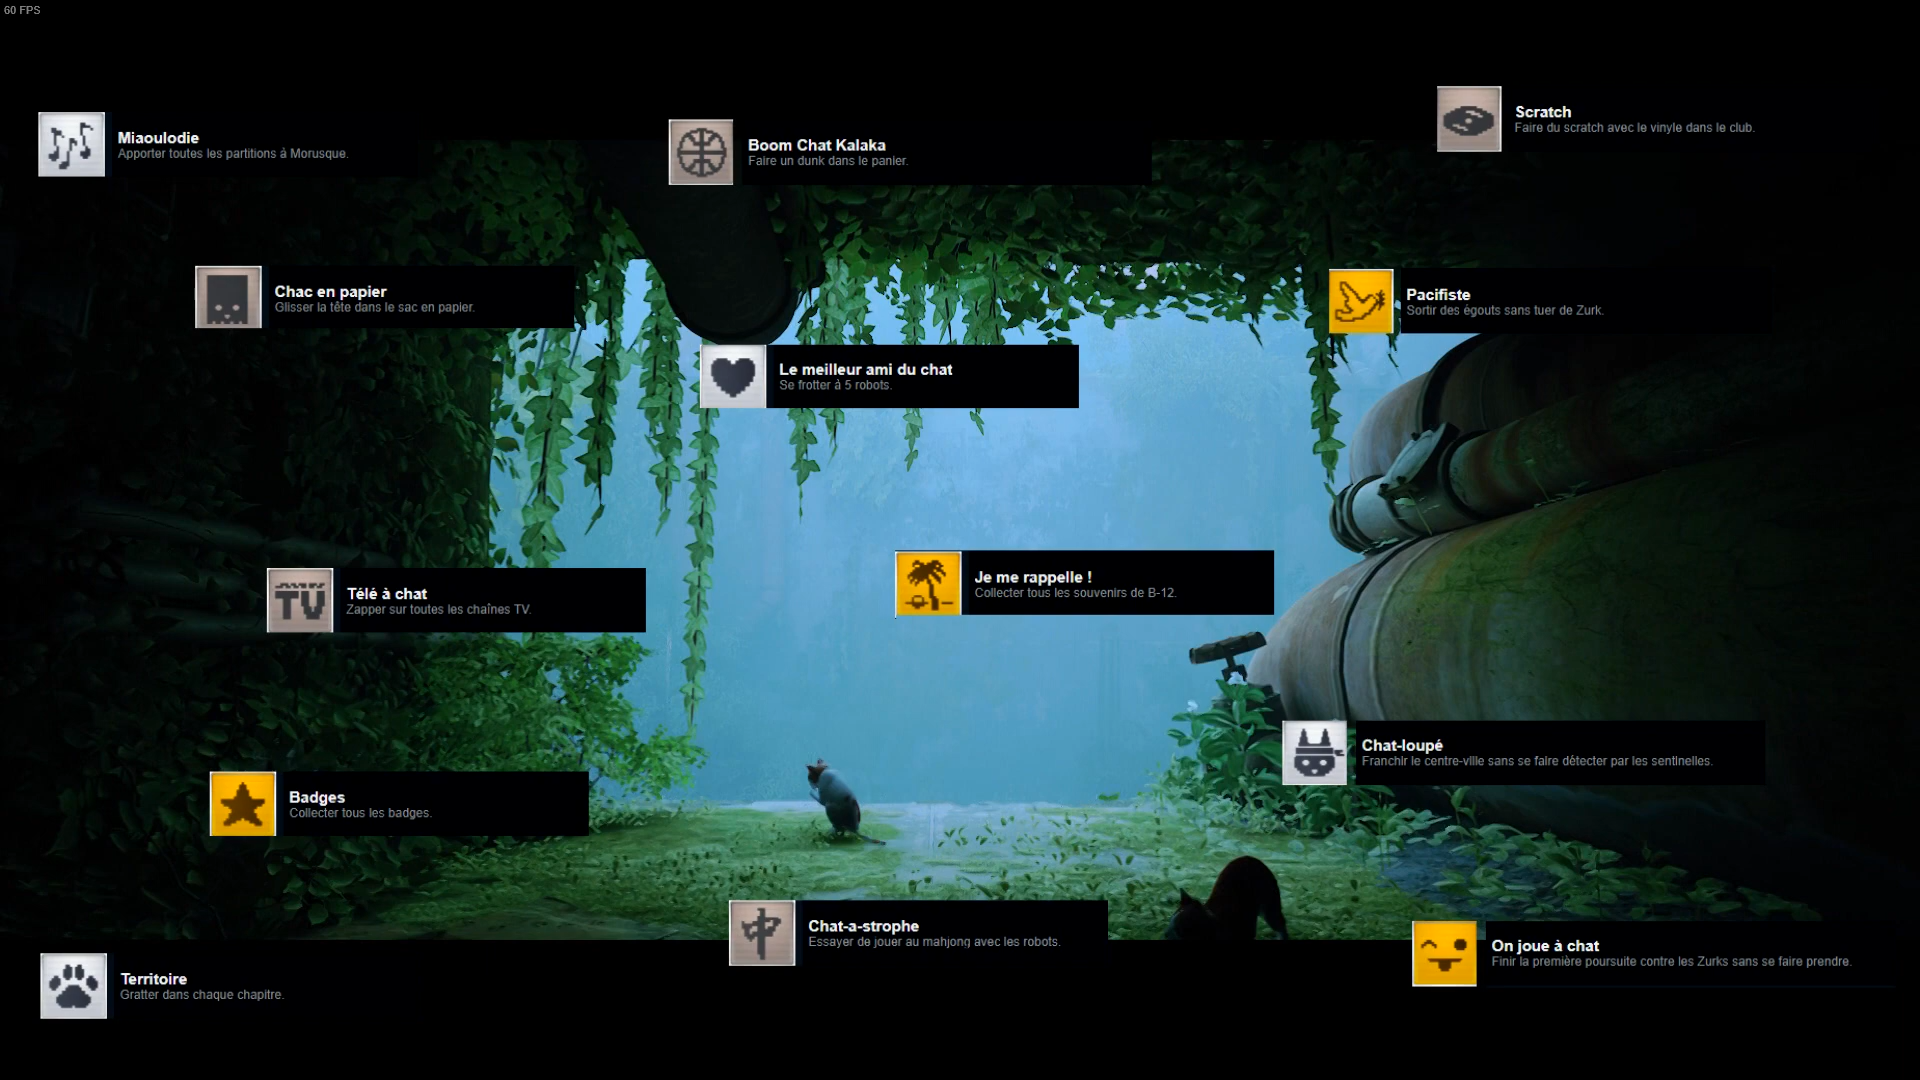 60 FPS
Miaoulodie
Apporter toutes les partitions à Morusque.
Boom Chat Kalaka
Faire un dunk dans le panier.
Scratch
Faire du scratch avec le vinyle dans le club.
Chac en papier
Glisser la tête dans le sac en papier.
Pacifiste
Sortir des égouts sans tuer de Zurk.
Le meilleur ami du chat
Se frotter à 5 robots.
Télé à chat
Zapper sur toutes les chaînes TV.
TV
Je me rappelle !
Collecter tous les souvenirs de B-12.
Chat-loupé
Franchir le centre-ville sans se faire détecter par les sentinelles.
Badges
Collecter tous les badges.
Chat-a-strophe
Essayer de jouer au mahjong avec les robots.
On joue à chat
Finir la première poursuite contre les Zurks sans se faire prendre.
Territoire
Gratter dans chaque chapitre.